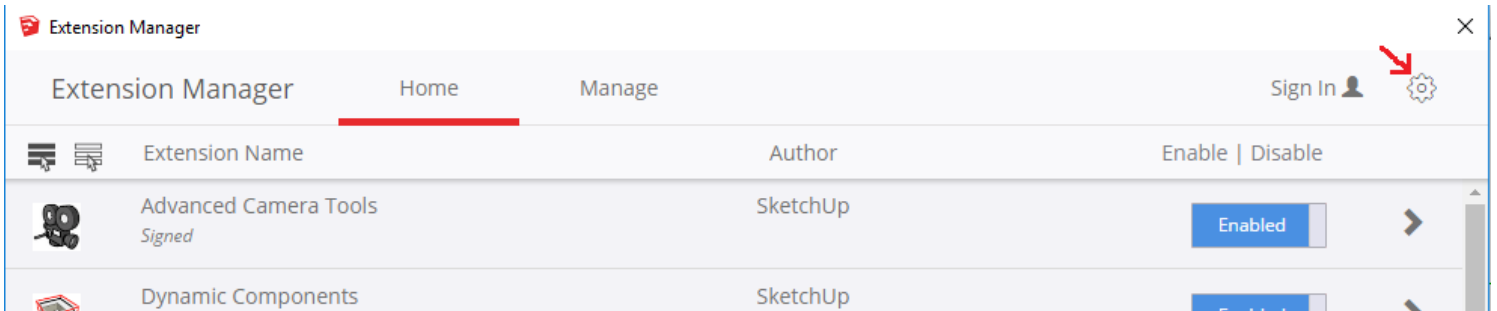 Extension Manager
Extension Manager Home Manage Sign In
Extension Name Author Enable | Disable
Advanced Camera Tools SketchUp
Signed
Enabled
Dynamic Components SketchUp